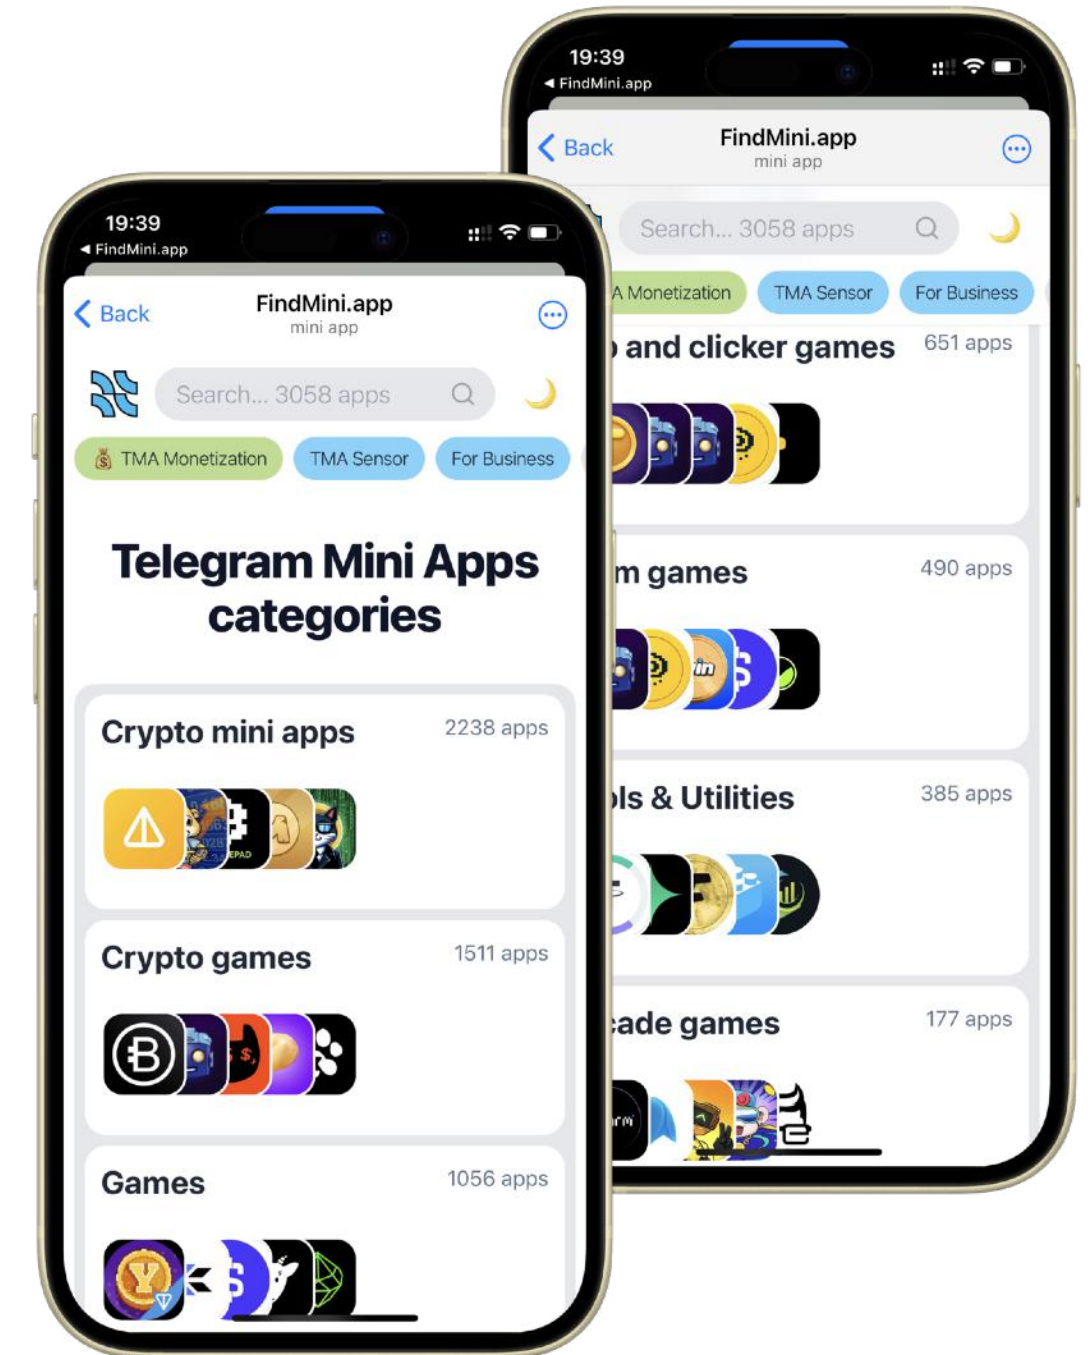 19:39
◀ FindMini.app
Back
FindMini.app
mini app
Search... 3058 apps
TMA Monetization
TMA Sensor
For Business
Telegram Mini Apps
categories
Crypto mini apps
2238 apps
EPAD
Crypto games
1511 apps
Games
1056 apps
19:39
◀ FindMini.app
Back
FindMini.app
mini app
Search... 3058 apps
A Monetization
TMA Sensor
For Business
and clicker games
651 apps
m games
490 apps
in
ls & Utilities
385 apps
cade games
177 apps